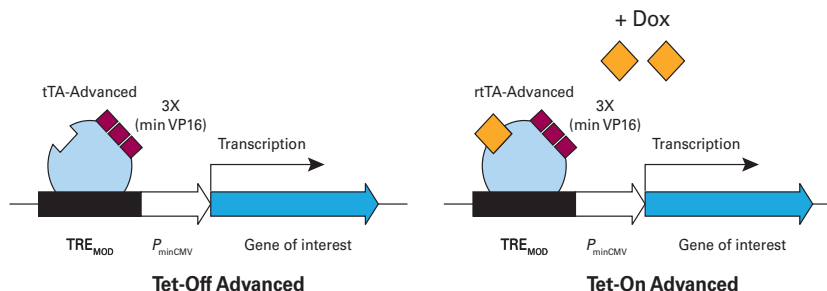 tTA-Advanced
3X
(min VP16)
Transcription
TREMOD
PminCMV
Gene of interest
Tet-Off Advanced
+ Dox
rtTA-Advanced
3X
(min VP16)
Transcription
TREMOD
PminCMV
Gene of interest
Tet-On Advanced